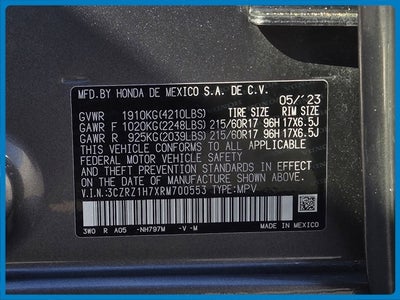 MFD.BY HONDA DE MEXICO S.A. DE C.V.
05/'23
GVWR 1910KG(4210LBS) TIRE SIZE RIM SIZE
GAWR F 1020KG(2248LBS) 215/60R17 96H 17X6.5J
GAWR R 925KG(2039LBS) 215/60R17 96H 17X6.5J
THIS VEHICLE CONFORMS TO ALL APPLICABLE
FEDERAL MOTOR VEHICLE SAFETY AND
THEFT PREVENTION STANDARDS IN EFFECT ON
THE DATE OF MANUFACTURE SHOWN ABOVE.
V.I.N.:3CZRZ1H7XRM700553 TYPE:MPV
3W0 R A05 -NH797M -V -M
MADE IN MEXICO